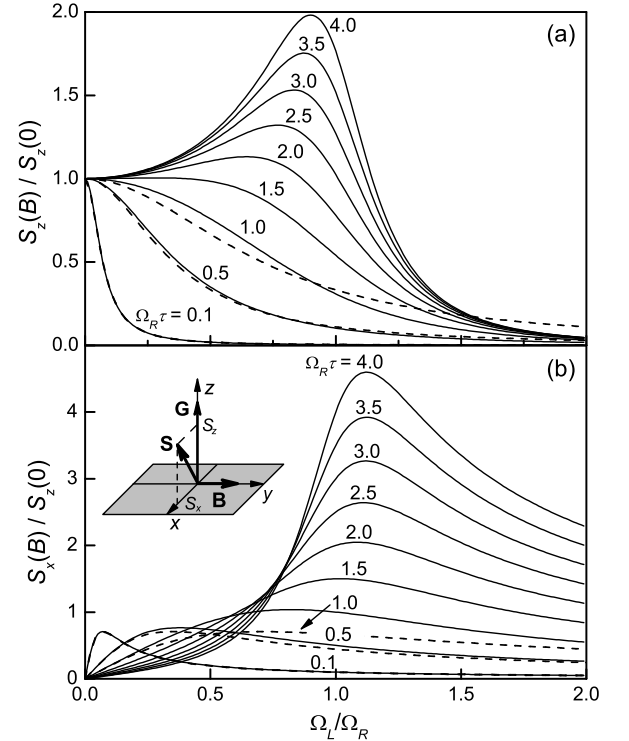 2.0
(a)
4.0
3.5
3.0
1.5
2.5
2.0
S_z(B) / S_z(0)
1.0
1.5
1.0
0.5
0.5
Ω_Rτ = 0.1
0.0
Ω_Rτ = 4.0
(b)
z
4
G
3.5
S_z
S
3.0
3
B
y
2.5
S_x
x
S_x(B) / S_z(0)
2
2.0
1.5
1
1.0
0.5
0.1
0
0.0
0.5
1.0
1.5
2.0
Ω_L/Ω_R